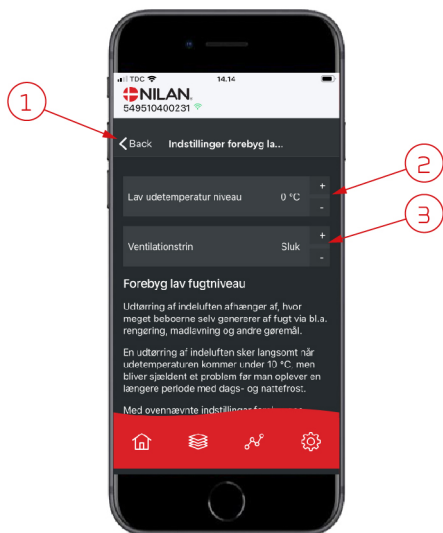 TDC 14.14
NILAN.
549510400231
Back Indstillinger forebyg la...
1
Lav udetemperatur niveau 0 °C + -
2
Ventilationstrin Sluk + -
3
Forebyg lav fugtniveau
Udtørring af indeluften afhænger af, hvor
meget beboerne selv genererer af fugt via bl.a.
rengøring, madlavning og andre gøremål.
En udtørring af indeluften sker langsomt når
udetemperaturen kommer under 10 °C, men
bliver sjældent et problem før man oplever en
længere periode med dags- og nattefrost.
Med ovennævnte indstillinger